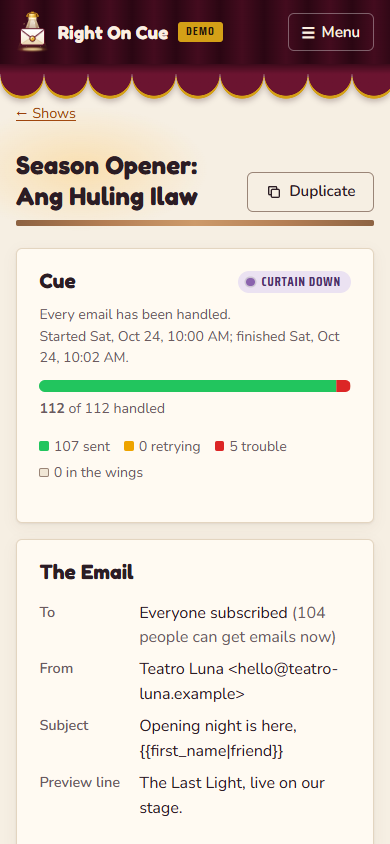 Right On Cue
DEMO
☰ Menu
← Shows
Season Opener:
Ang Huling Ilaw
Duplicate
Cue
CURTAIN DOWN
Every email has been handled.
Started Sat, Oct 24, 10:00 AM; finished Sat, Oct
24, 10:02 AM.
112 of 112 handled
107 sent
0 retrying
5 trouble
0 in the wings
The Email
To
Everyone subscribed (104
people can get emails now)
From
Teatro Luna <hello@teatro-
luna.example>
Subject
Opening night is here,
{{first_name|friend}}
Preview line
The Last Light, live on our
stage.